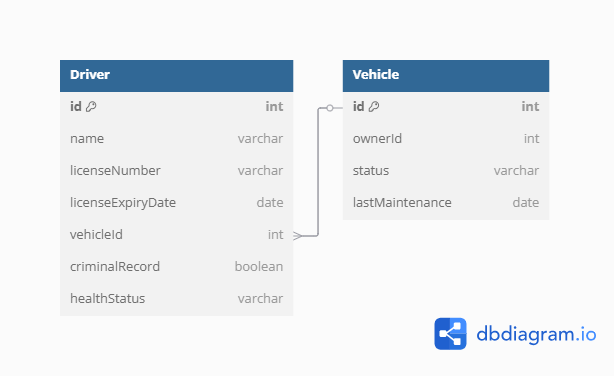 Driver
id int
name varchar
licenseNumber varchar
licenseExpiryDate date
vehicleId int
criminalRecord boolean
healthStatus varchar
Vehicle
id int
ownerId int
status varchar
lastMaintenance date
dbdiagram.io